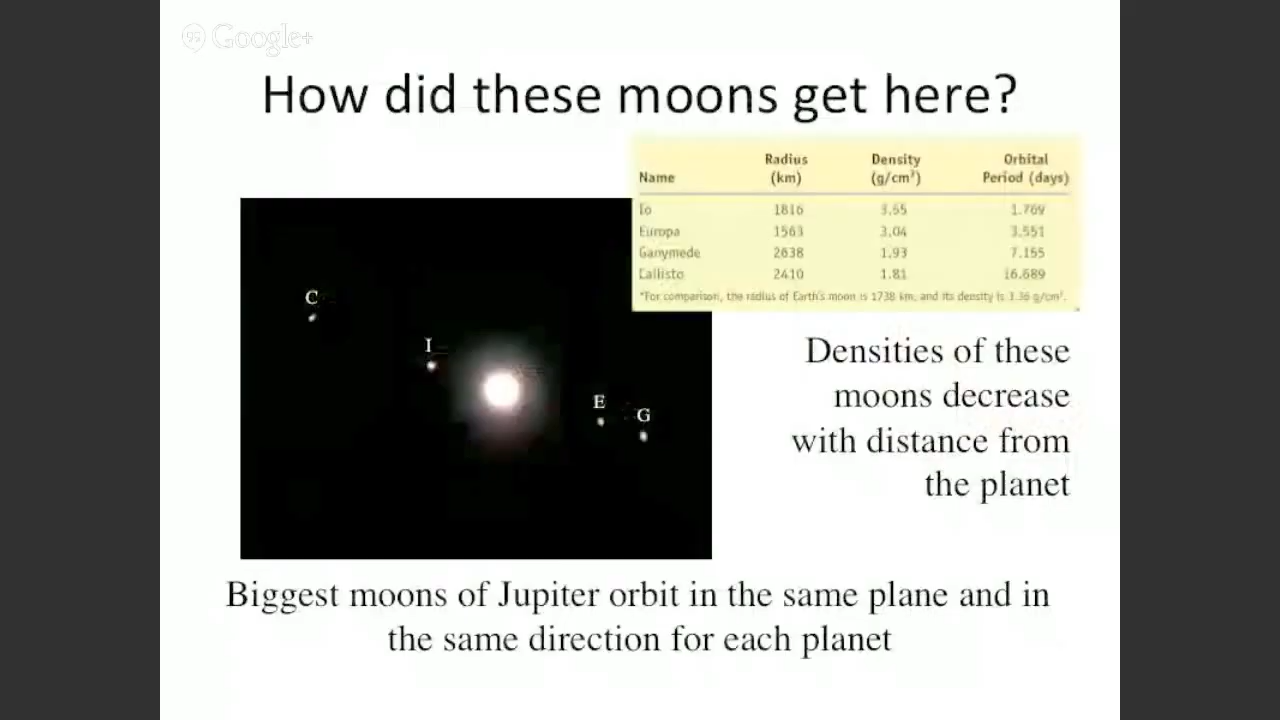 Google+
How did these moons get here?
Name Radius (km) Density (g/cm³) Orbital Period (days)
Io 1816 3.55 1.769
Europa 1563 3.04 3.551
Ganymede 2638 1.93 7.155
Callisto 2410 1.81 16.689
*For comparison, the radius of Earth's moon is 1738 km, and its density is 3.36 g/cm³.
C
I
E
G
Densities of these
moons decrease
with distance from
the planet
Biggest moons of Jupiter orbit in the same plane and in
the same direction for each planet